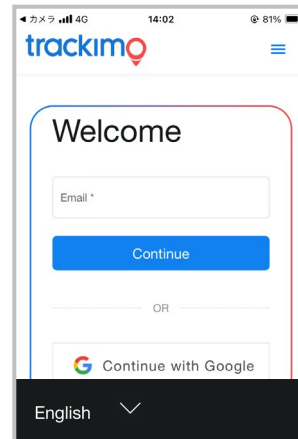 ◀カメラ 4G 14:02 81%
trackimo
Welcome
Email *
Continue
OR
Continue with Google
English